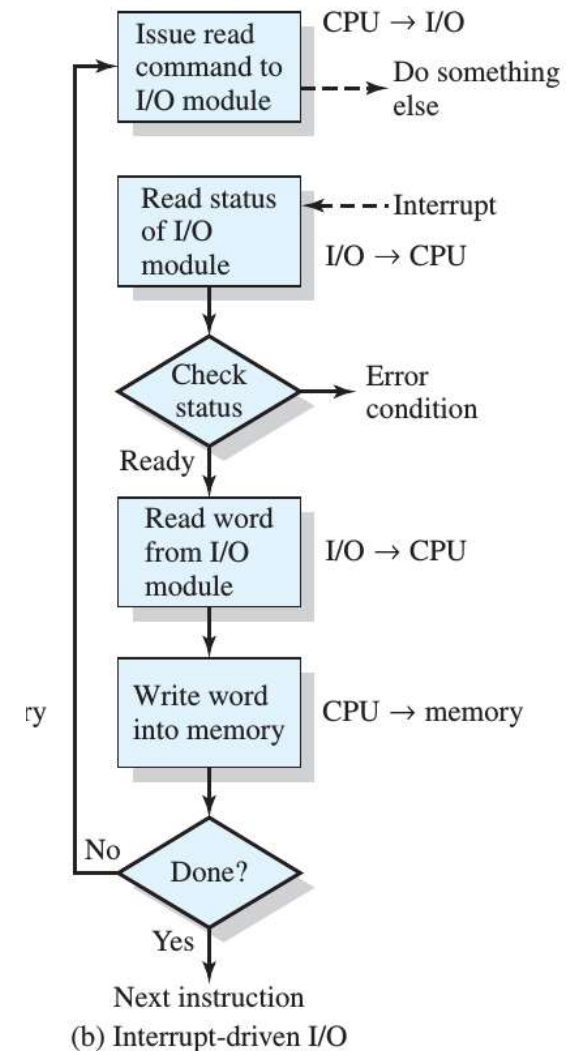 Issue read
command to
I/O module
CPU → I/O
Do something
else
Read status
of I/O
module
Interrupt
I/O → CPU
Check
status
Error
condition
Ready
Read word
from I/O
module
I/O → CPU
Write word
into memory
ry
CPU → memory
No
Done?
Yes
Next instruction
(b) Interrupt-driven I/O